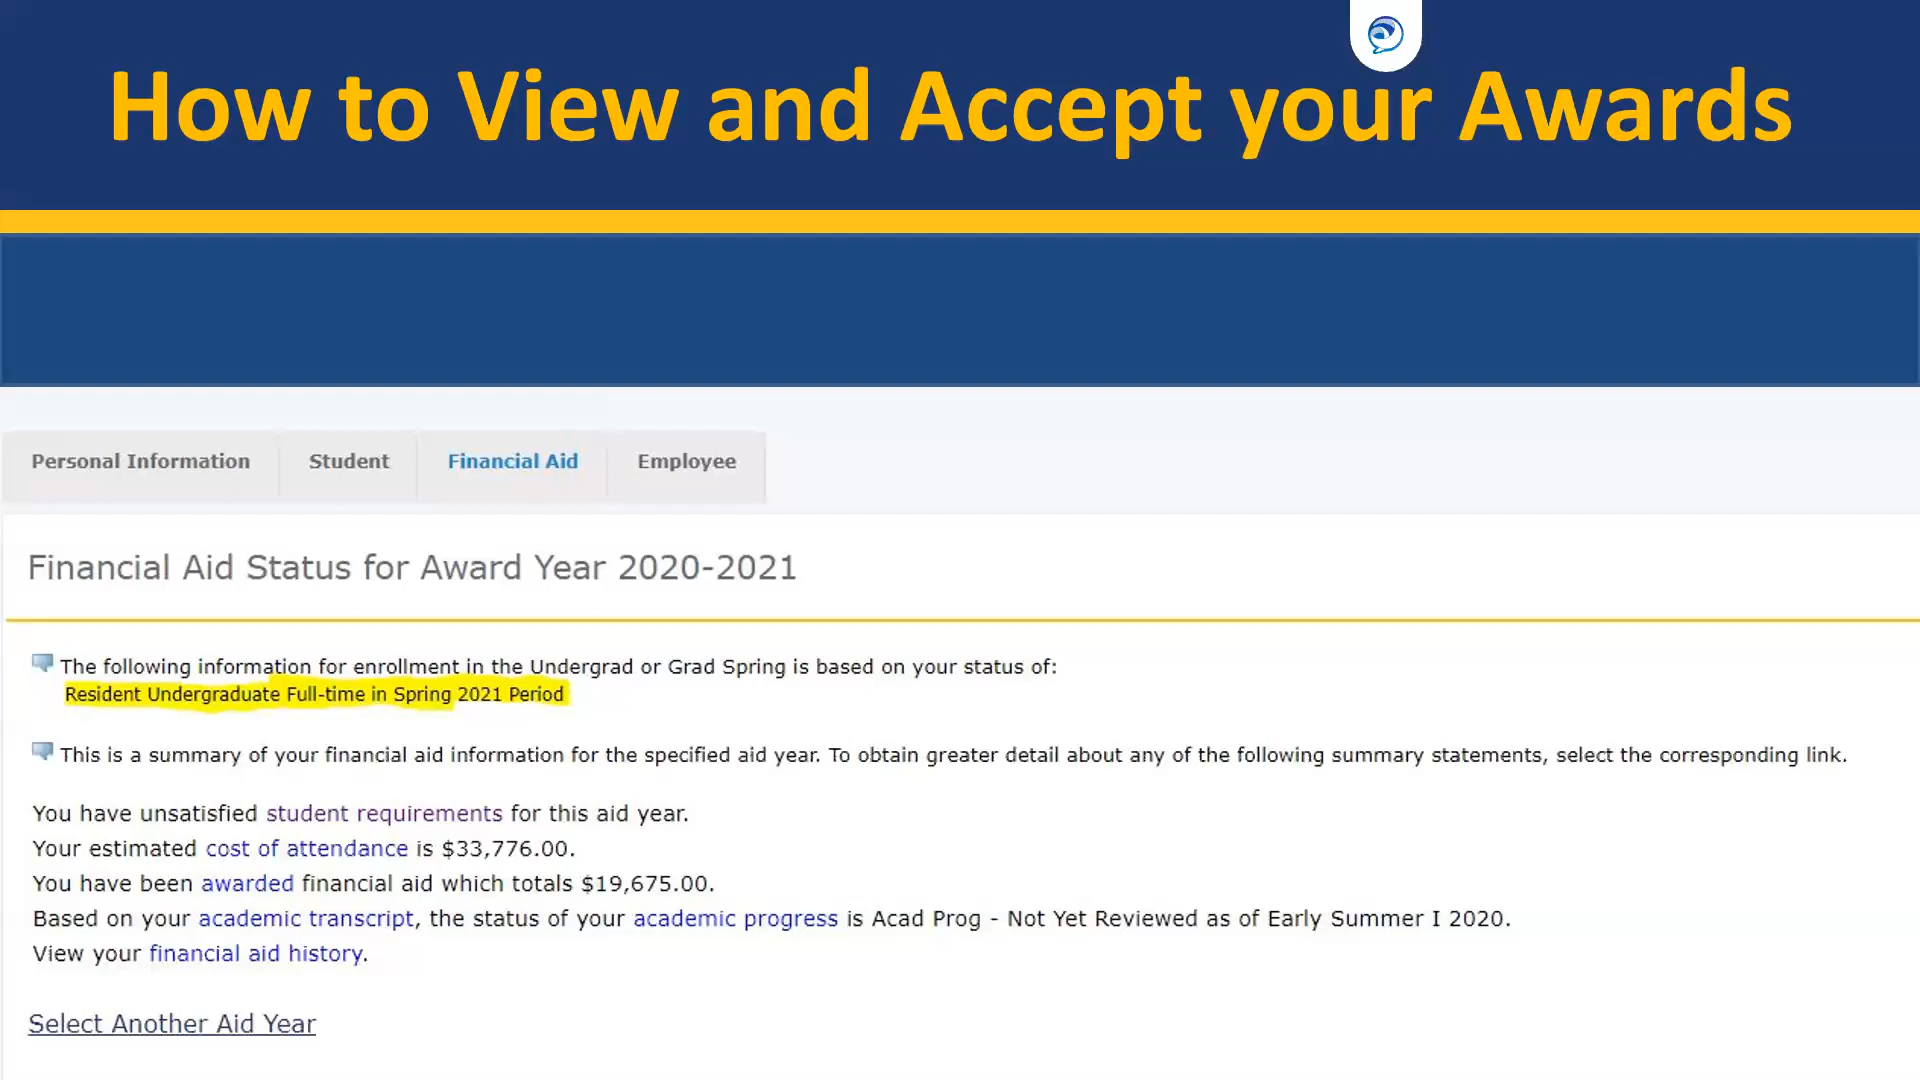 How to View and Accept your Awards
Personal Information Student Financial Aid Employee
Financial Aid Status for Award Year 2020-2021
The following information for enrollment in the Undergrad or Grad Spring is based on your status of:
Resident Undergraduate Full-time in Spring 2021 Period
This is a summary of your financial aid information for the specified aid year. To obtain greater detail about any of the following summary statements, select the corresponding link.
You have unsatisfied student requirements for this aid year.
Your estimated cost of attendance is $33,776.00.
You have been awarded financial aid which totals $19,675.00.
Based on your academic transcript, the status of your academic progress is Acad Prog - Not Yet Reviewed as of Early Summer I 2020.
View your financial aid history.
Select Another Aid Year